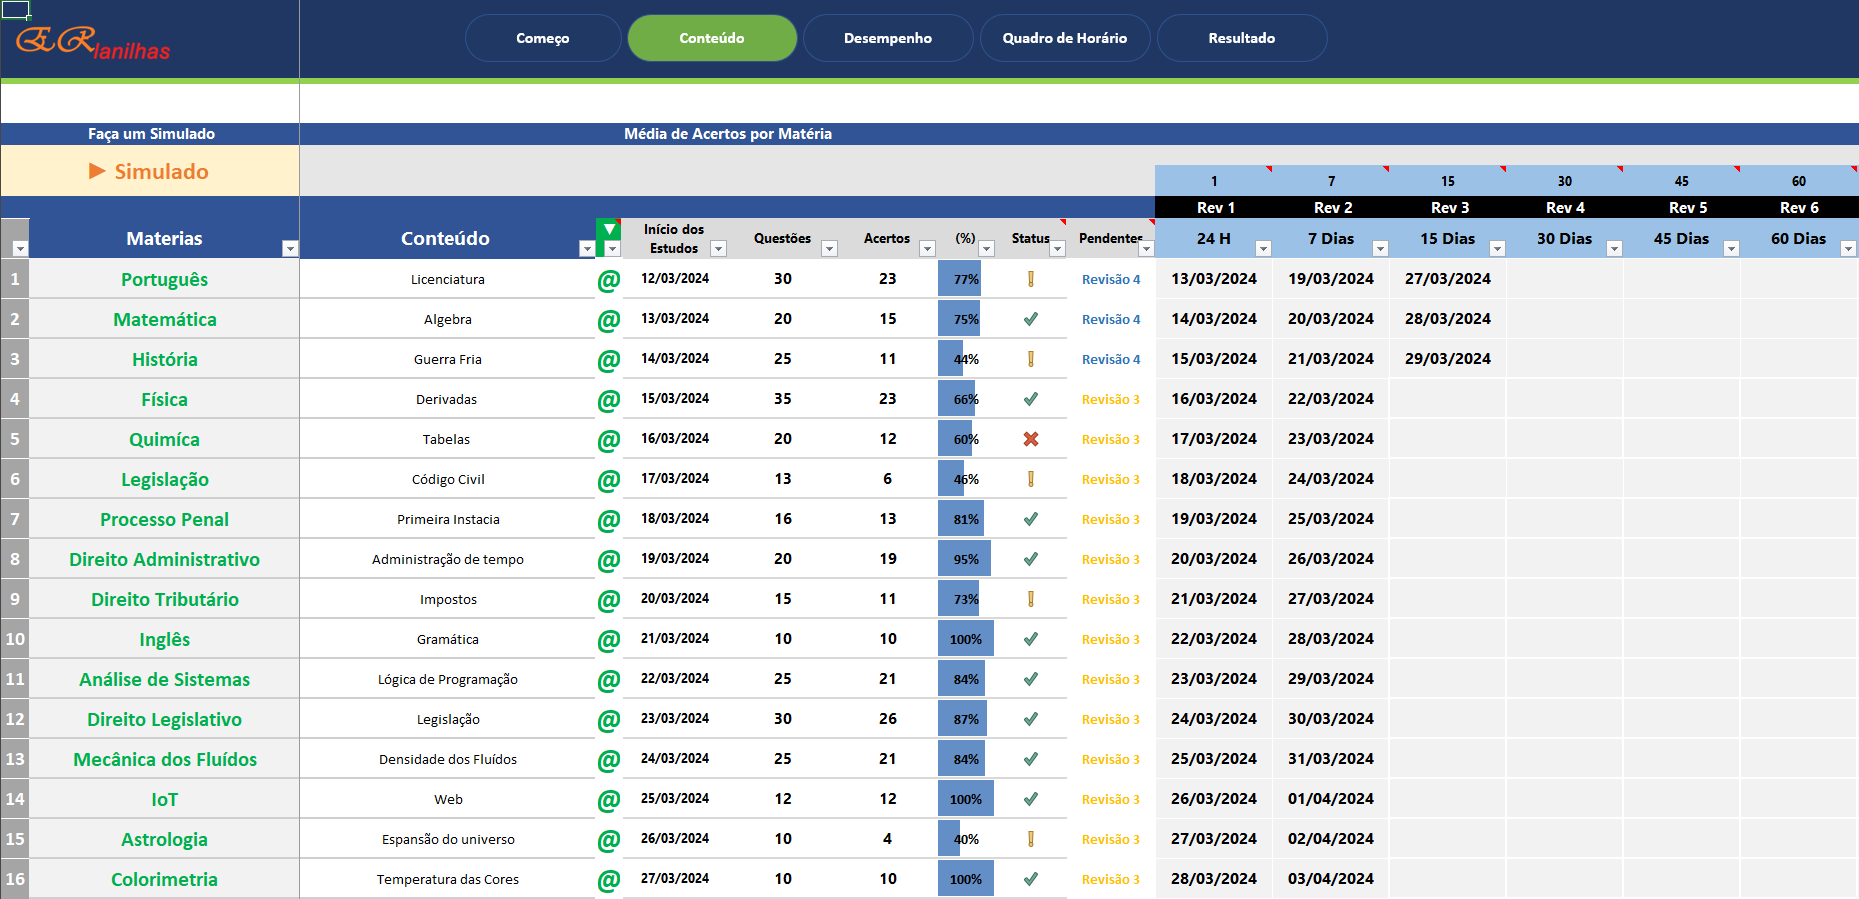 ER lanilhas
Começo Conteúdo Desempenho Quadro de Horário Resultado
Faça um Simulado Média de Acertos por Matéria
► Simulado
1 7 15 30 45 60
Rev 1 Rev 2 Rev 3 Rev 4 Rev 5 Rev 6
Materias Conteúdo ▼ Início dos Estudos Questões Acertos (%) Status Pendentes 24 H 7 Dias 15 Dias 30 Dias 45 Dias 60 Dias
1 Português Licenciatura @ 12/03/2024 30 23 77% Revisão 4 13/03/2024 19/03/2024 27/03/2024
2 Matemática Algebra @ 13/03/2024 20 15 75% Revisão 4 14/03/2024 20/03/2024 28/03/2024
3 História Guerra Fria @ 14/03/2024 25 11 44% Revisão 4 15/03/2024 21/03/2024 29/03/2024
4 Física Derivadas @ 15/03/2024 35 23 66% Revisão 3 16/03/2024 22/03/2024
5 Quimíca Tabelas @ 16/03/2024 20 12 60% Revisão 3 17/03/2024 23/03/2024
6 Legislação Código Civil @ 17/03/2024 13 6 46% Revisão 3 18/03/2024 24/03/2024
7 Processo Penal Primeira Instacia @ 18/03/2024 16 13 81% Revisão 3 19/03/2024 25/03/2024
8 Direito Administrativo Administração de tempo @ 19/03/2024 20 19 95% Revisão 3 20/03/2024 26/03/2024
9 Direito Tributário Impostos @ 20/03/2024 15 11 73% Revisão 3 21/03/2024 27/03/2024
10 Inglês Gramática @ 21/03/2024 10 10 100% Revisão 3 22/03/2024 28/03/2024
11 Análise de Sistemas Lógica de Programação @ 22/03/2024 25 21 84% Revisão 3 23/03/2024 29/03/2024
12 Direito Legislativo Legislação @ 23/03/2024 30 26 87% Revisão 3 24/03/2024 30/03/2024
13 Mecânica dos Fluídos Densidade dos Fluídos @ 24/03/2024 25 21 84% Revisão 3 25/03/2024 31/03/2024
14 IoT Web @ 25/03/2024 12 12 100% Revisão 3 26/03/2024 01/04/2024
15 Astrologia Espansão do universo @ 26/03/2024 10 4 40% Revisão 3 27/03/2024 02/04/2024
16 Colorimetria Temperatura das Cores @ 27/03/2024 10 10 100% Revisão 3 28/03/2024 03/04/2024